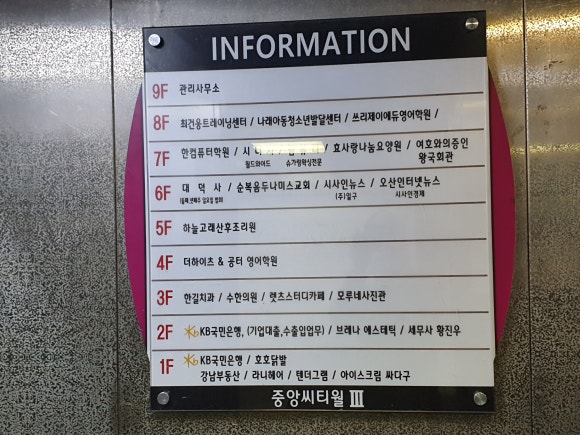 INFORMATION
9F 관리사무소
8F 최건웅트레이닝센터 / 나래아동청소년발달센터 / 쓰리제이에듀영어학원 /
7F 한컴퓨터학원 / 시 / 효사랑나눔요양원 / 여호와의증인
월드와이드 슈가링왁싱전문 왕국회관
6F 대 덕 사 / 순복음두나미스교회 / 시사인뉴스 / 오산인터넷뉴스
(주)일구 시사인경제
5F 하늘고래산후조리원
4F 더하이츠 & 공터 영어학원
3F 한길치과 / 수한의원 / 렛츠스터디카페 / 모루네사진관
2F Kb KB국민은행, (기업대출,수출입업무) / 브레나 에스테틱 / 세무사 황진우
1F Kb KB국민은행 / 호호닭발
강남부동산 / 라니헤어 / 텐더그램 / 아이스크림 싸다구
중앙씨티월 III